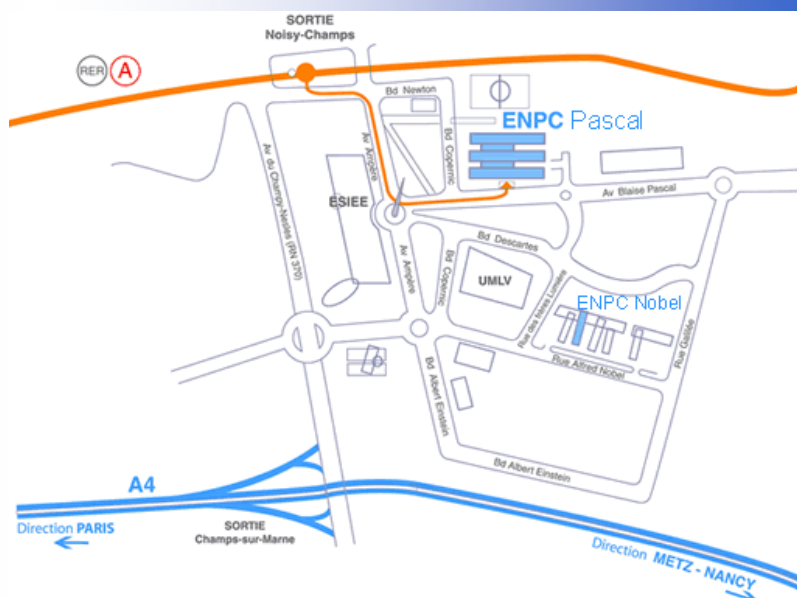 SORTIE
Noisy-Champs
RER A
Bd Newton
ENPC Pascal
Av Ampère
Bd Copernic
Av du Champy-Nesles (RN 370)
ESIEE
Av Blaise Pascal
Bd Descartes
Av Ampère
Bd Copernic
UMLV
Rue des frères Lumière
ENPC Nobel
Rue Galilée
Rue Alfred Nobel
Bd Albert Einstein
Bd Albert Einstein
A4
Direction PARIS
SORTIE
Champs-sur-Marne
Direction METZ - NANCY